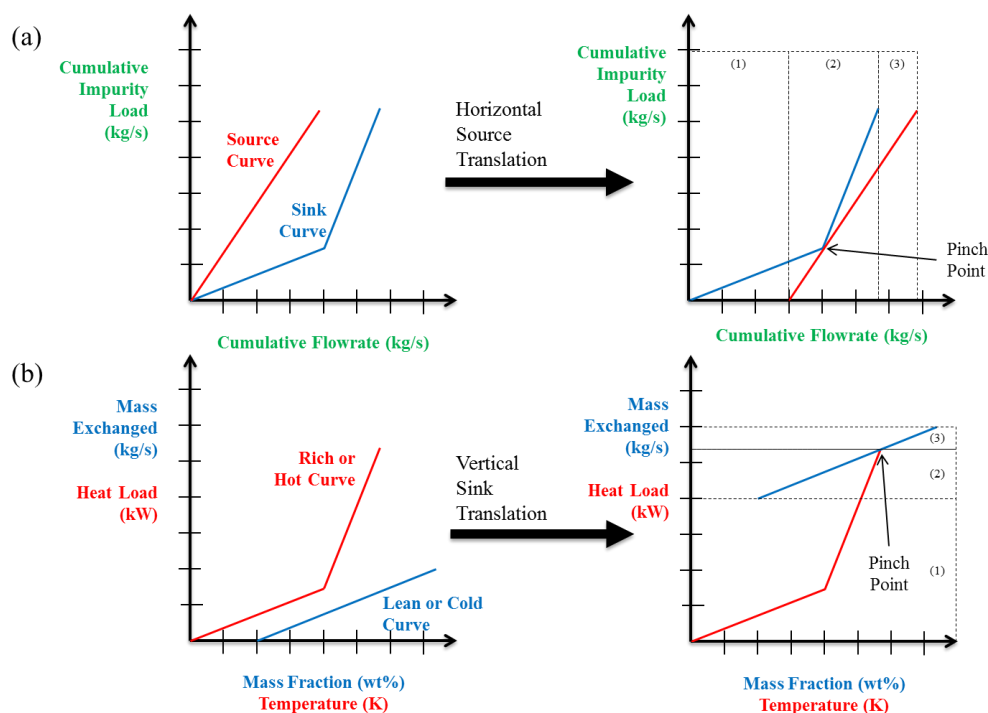 (a)
Cumulative
Impurity
Load
(kg/s)
Source
Curve
Sink
Curve
Cumulative Flowrate (kg/s)
Horizontal
Source
Translation
Cumulative
Impurity
Load
(kg/s)
(1)
(2)
(3)
Pinch
Point
Cumulative Flowrate (kg/s)
(b)
Mass
Exchanged
(kg/s)
Heat Load
(kW)
Rich or
Hot Curve
Lean or Cold
Curve
Mass Fraction (wt%)
Temperature (K)
Vertical
Sink
Translation
Mass
Exchanged
(kg/s)
Heat Load
(kW)
(3)
(2)
(1)
Pinch
Point
Mass Fraction (wt%)
Temperature (K)